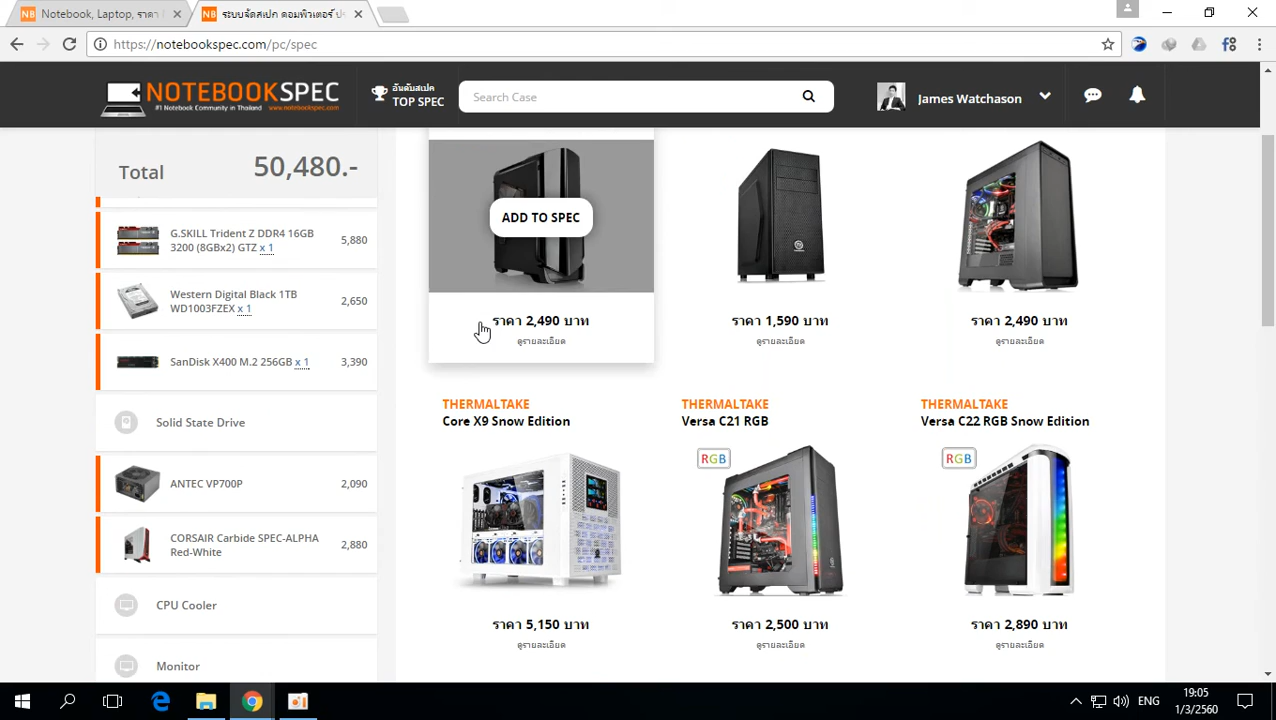 Notebook, Laptop, ราคา
ระบบจัดสเปก คอมพิวเตอร์ ป
https://notebookspec.com/pc/spec
NOTEBOOKSPEC
#1 Notebook Community in Thailand www.notebookspec.com
อันดับสเปค
TOP SPEC
Search Case
James Watchason
Total 50,480.-
G.SKILL Trident Z DDR4 16GB
3200 (8GBx2) GTZ x 1
5,880
Western Digital Black 1TB
WD1003FZEX x 1
2,650
SanDisk X400 M.2 256GB x 1
3,390
Solid State Drive
ANTEC VP700P
2,090
CORSAIR Carbide SPEC-ALPHA
Red-White
2,880
CPU Cooler
Monitor
ADD TO SPEC
ราคา 2,490 บาท
ดูรายละเอียด
ราคา 1,590 บาท
ดูรายละเอียด
ราคา 2,490 บาท
ดูรายละเอียด
THERMALTAKE
Core X9 Snow Edition
ราคา 5,150 บาท
ดูรายละเอียด
THERMALTAKE
Versa C21 RGB
RGB
ราคา 2,500 บาท
ดูรายละเอียด
THERMALTAKE
Versa C22 RGB Snow Edition
RGB
ราคา 2,890 บาท
ดูรายละเอียด
ENG
19:05
1/3/2560